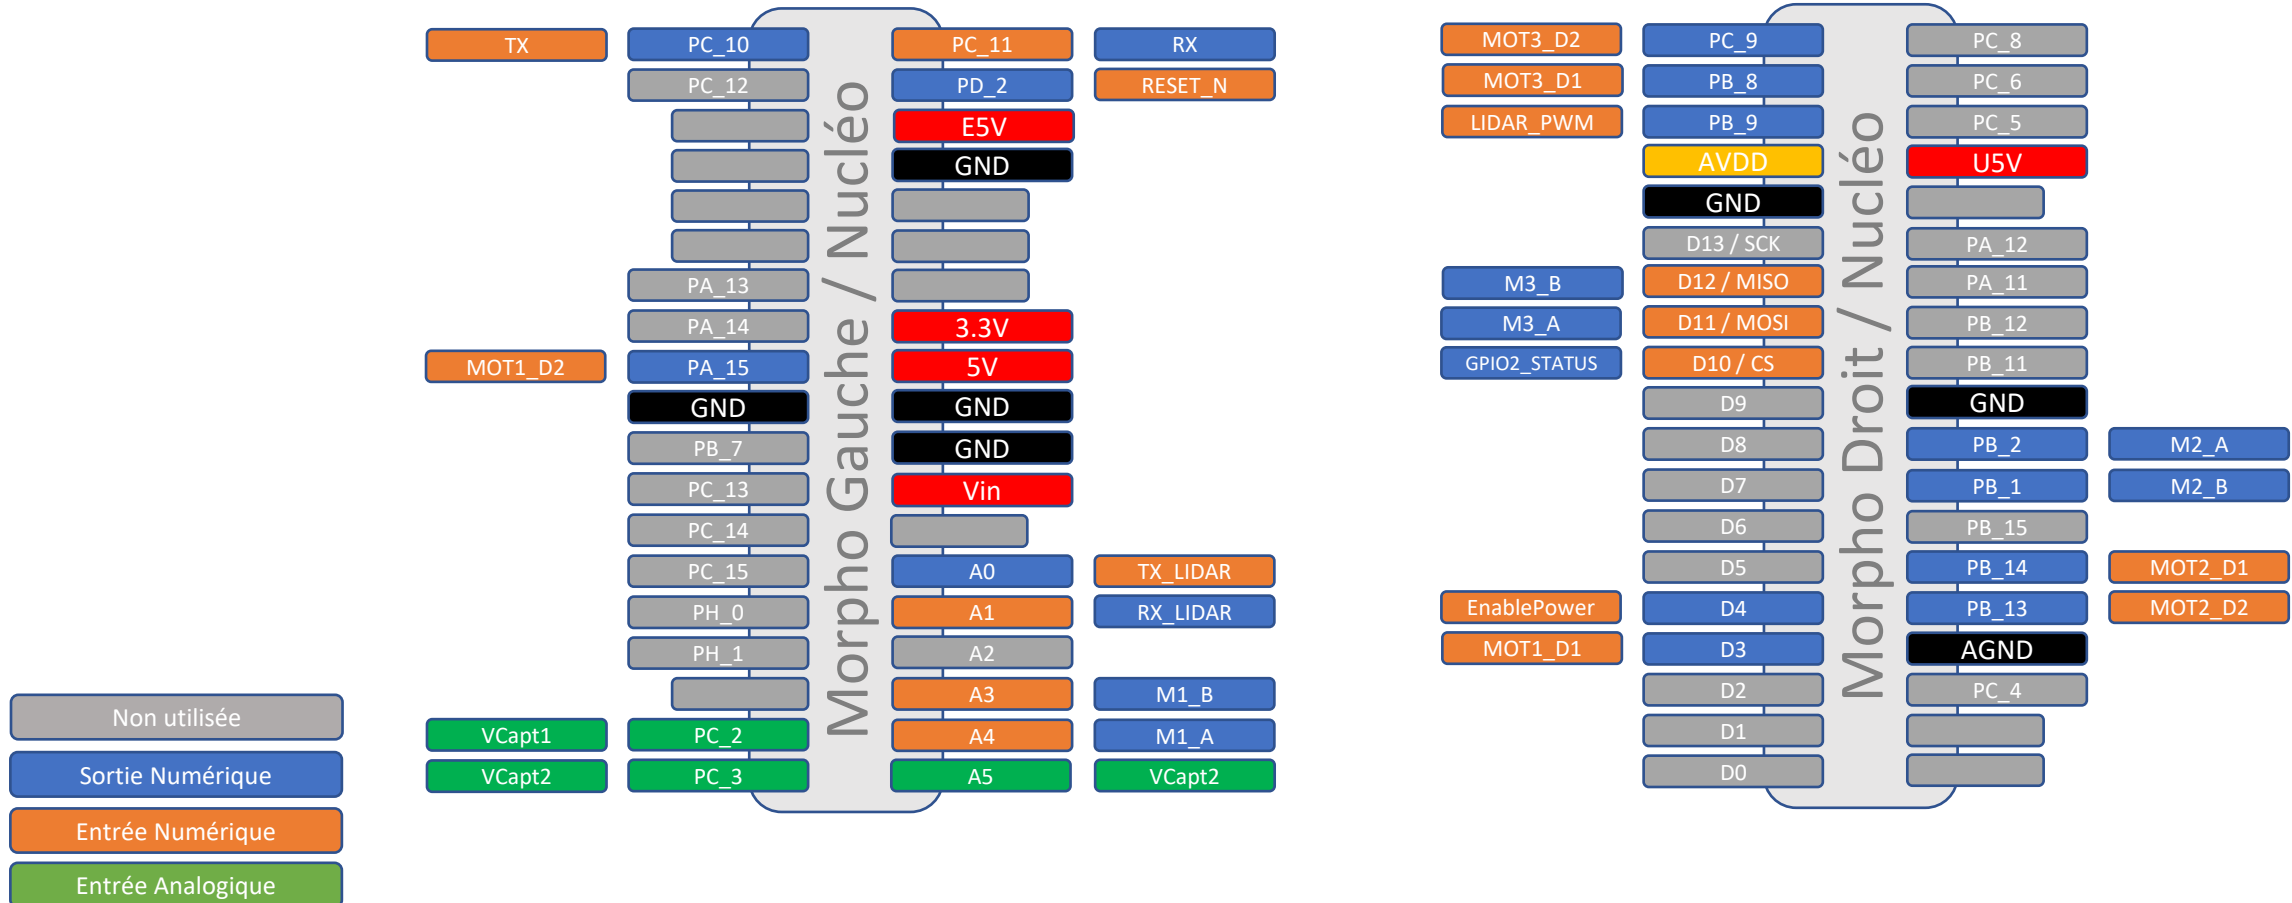 TX PC_10 PC_11 RX
PC_12 PD_2 RESET_N
E5V
GND
PA_13
PA_14 3.3V
MOT1_D2 PA_15 5V
GND GND
PB_7 GND
PC_13 Vin
PC_14
PC_15 A0 TX_LIDAR
PH_0 A1 RX_LIDAR
PH_1 A2
A3 M1_B
VCapt1 PC_2 A4 M1_A
VCapt2 PC_3 A5 VCapt2
Morpho Gauche / Nucléo
MOT3_D2 PC_9 PC_8
MOT3_D1 PB_8 PC_6
LIDAR_PWM PB_9 PC_5
AVDD U5V
GND
D13 / SCK PA_12
M3_B D12 / MISO PA_11
M3_A D11 / MOSI PB_12
GPIO2_STATUS D10 / CS PB_11
D9 GND
D8 PB_2 M2_A
D7 PB_1 M2_B
D6 PB_15
D5 PB_14 MOT2_D1
EnablePower D4 PB_13 MOT2_D2
MOT1_D1 D3 AGND
D2 PC_4
D1
D0
Morpho Droit / Nucléo
Non utilisée
Sortie Numérique
Entrée Numérique
Entrée Analogique